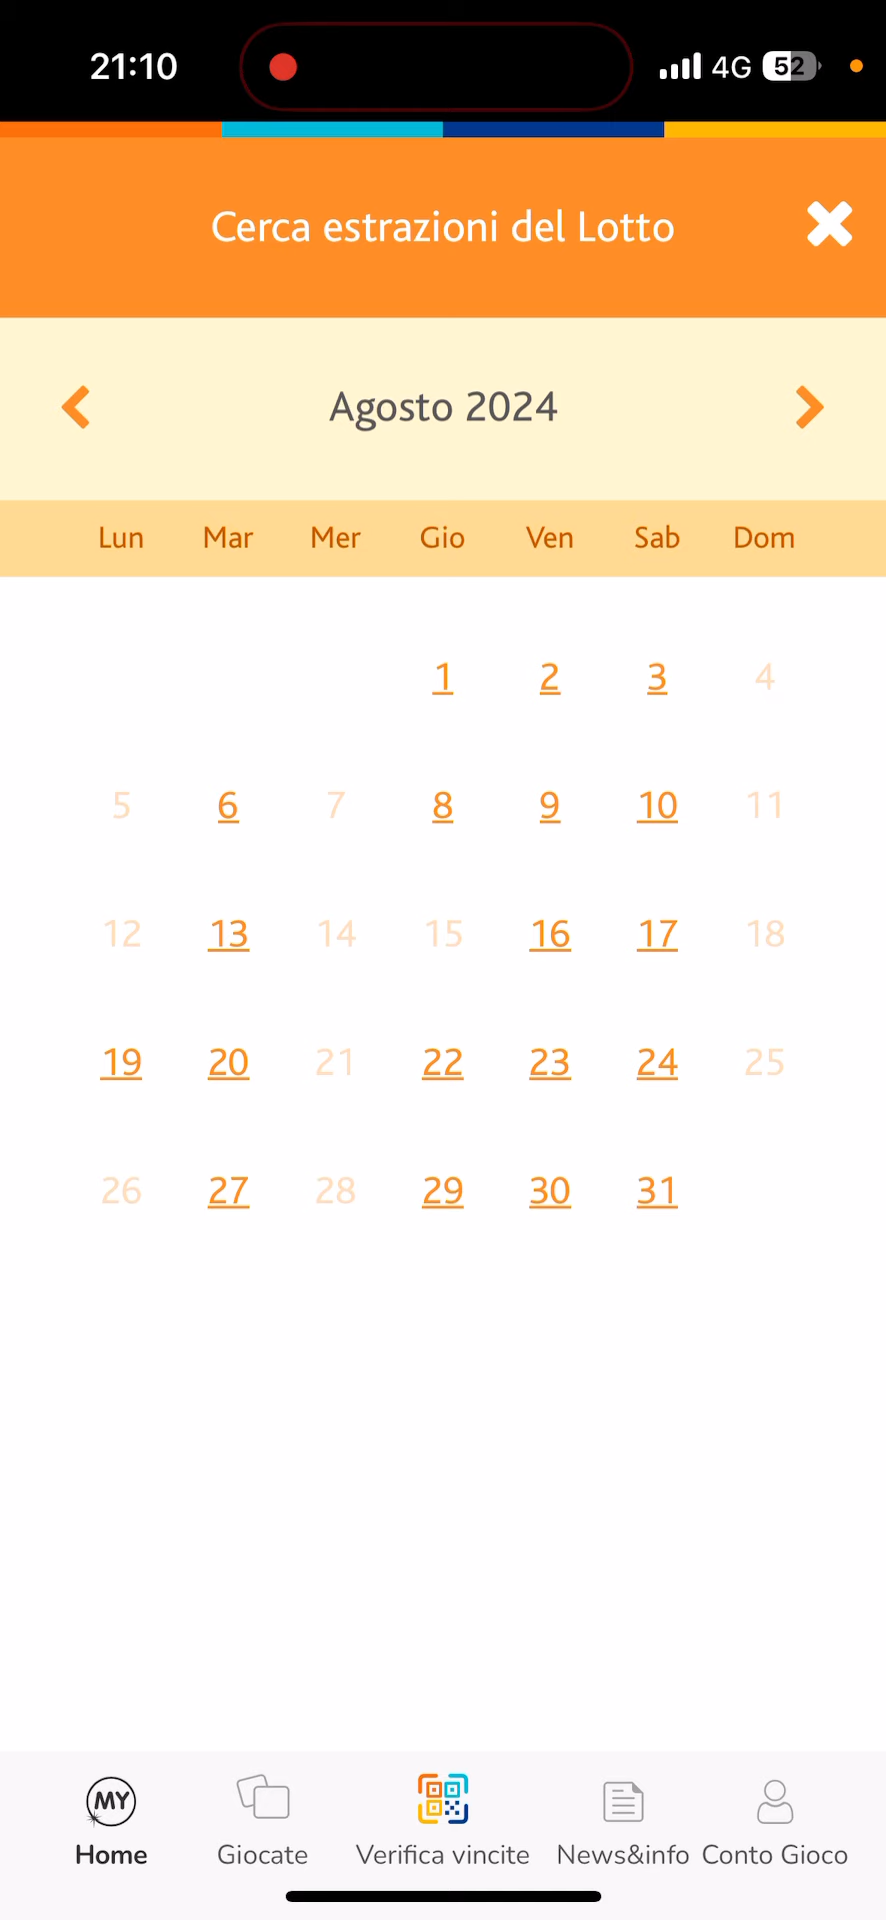 21:10 4G 52
Cerca estrazioni del Lotto
Agosto 2024
Lun Mar Mer Gio Ven Sab Dom
1 2 3 4
5 6 7 8 9 10 11
12 13 14 15 16 17 18
19 20 21 22 23 24 25
26 27 28 29 30 31
MY
Home Giocate Verifica vincite News&info Conto Gioco